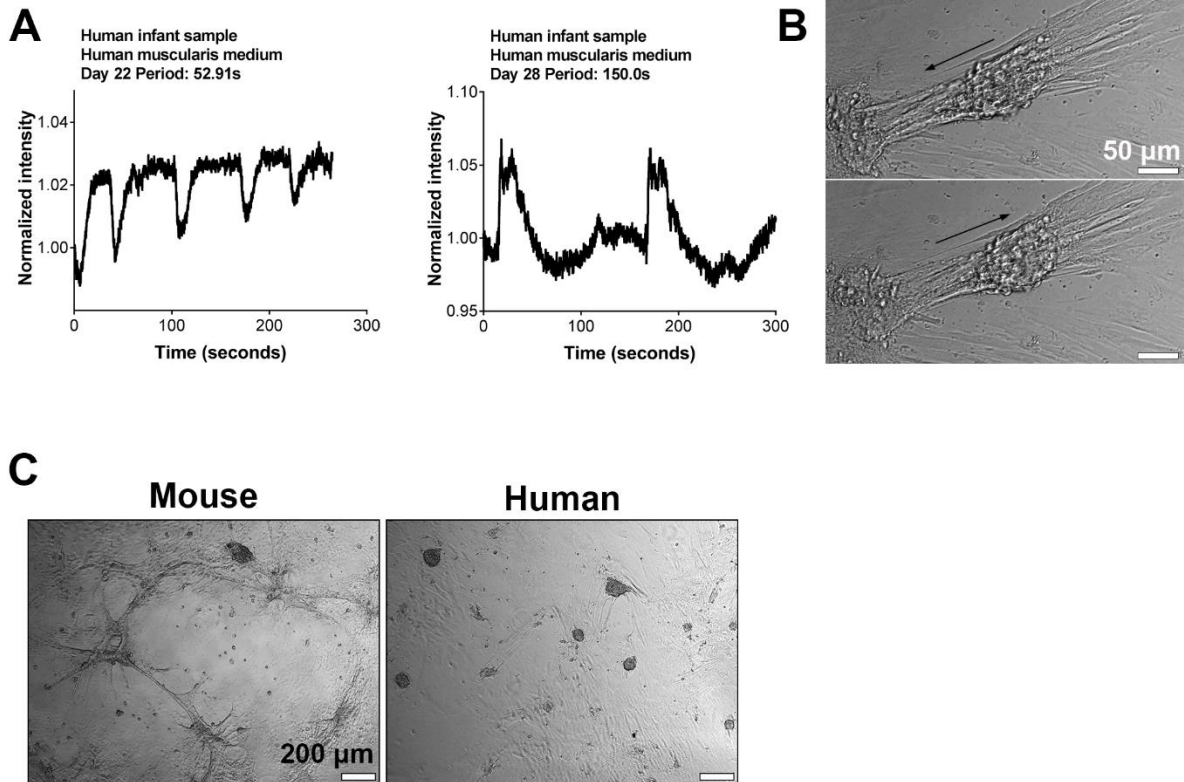 A
Human infant sample
Human muscularis medium
Day 22 Period: 52.91s
Normalized intensity
1.04
1.02
1.00
0
100
200
300
Time (seconds)
Human infant sample
Human muscularis medium
Day 28 Period: 150.0s
Normalized intensity
1.10
1.05
1.00
0.95
0
100
200
300
Time (seconds)
B
50 µm
C
Mouse
Human
200 µm